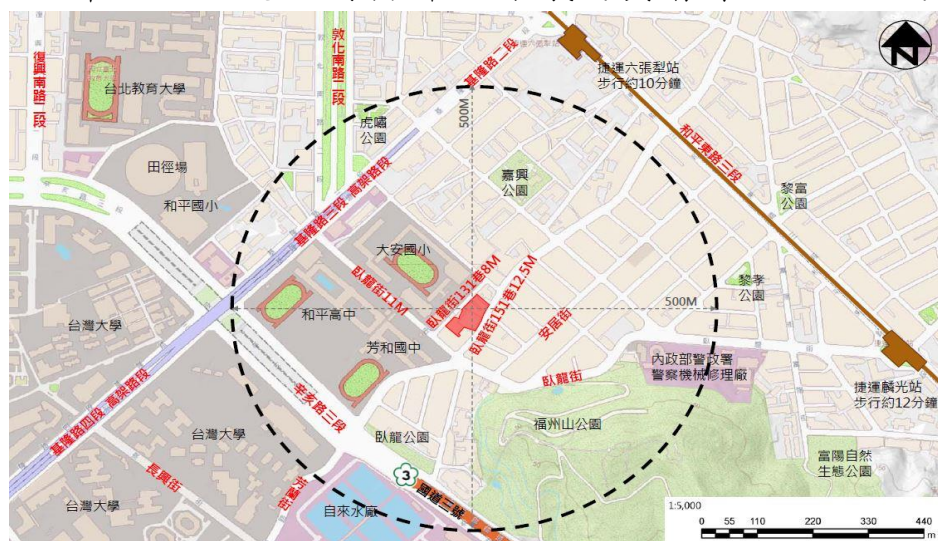 復興南路二段
台北教育大學
敦化南路二段
基隆路二段
捷運六張犁站
步行約10分鐘
N
虎嘯
公園
500M
和平東路三段
田徑場
基隆路三段 高架路段
嘉興
公園
黎富
公園
和平國小
大安國小
臥龍街131巷8M
臥龍街11M
臥龍街151巷12.5M
黎孝
公園
500M
和平高中
安居街
台灣大學
芳和國中
內政部警政署
警察機械修理廠
臥龍街
基隆路四段 高架路段
辛亥路三段
捷運麟光站
步行約12分鐘
台灣大學
臥龍公園
福州山公園
長興街
富陽自然
生態公園
3
國道三號
芳蘭街
台灣大學
自來水廠
1:5,000
0 55 110 220 330 440
m